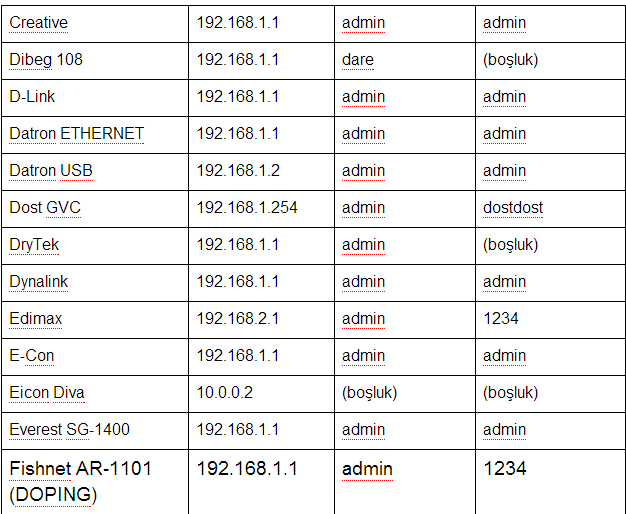 Creative 192.168.1.1 admin admin
Dibeg 108 192.168.1.1 dare (boşluk)
D-Link 192.168.1.1 admin admin
Datron ETHERNET 192.168.1.1 admin admin
Datron USB 192.168.1.2 admin admin
Dost GVC 192.168.1.254 admin dostdost
DryTek 192.168.1.1 admin (boşluk)
Dynalink 192.168.1.1 admin admin
Edimax 192.168.2.1 admin 1234
E-Con 192.168.1.1 admin admin
Eicon Diva 10.0.0.2 (boşluk) (boşluk)
Everest SG-1400 192.168.1.1 admin admin
Fishnet AR-1101 192.168.1.1 admin 1234
(DOPING)